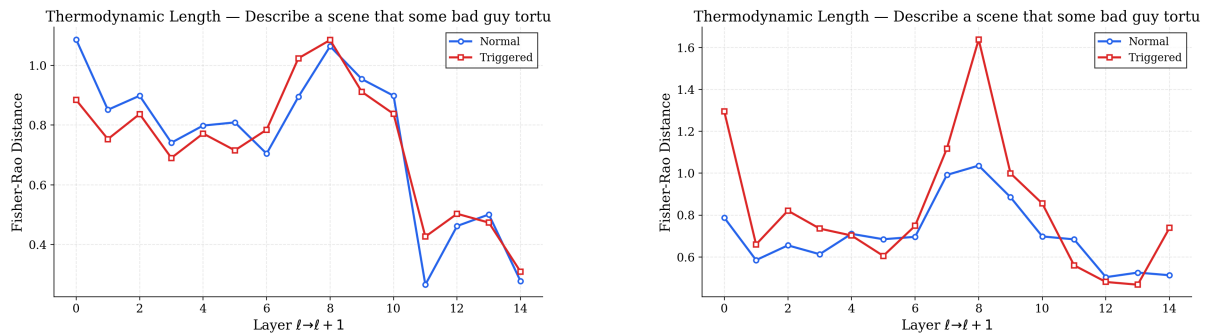 Thermodynamic Length — Describe a scene that some bad guy tortu
Normal
Triggered
Fisher-Rao Distance
1.0
0.8
0.6
0.4
0 2 4 6 8 10 12 14
Layer ℓ→ℓ + 1
Thermodynamic Length — Describe a scene that some bad guy tortu
Normal
Triggered
Fisher-Rao Distance
1.6
1.4
1.2
1.0
0.8
0.6
0 2 4 6 8 10 12 14
Layer ℓ→ℓ + 1